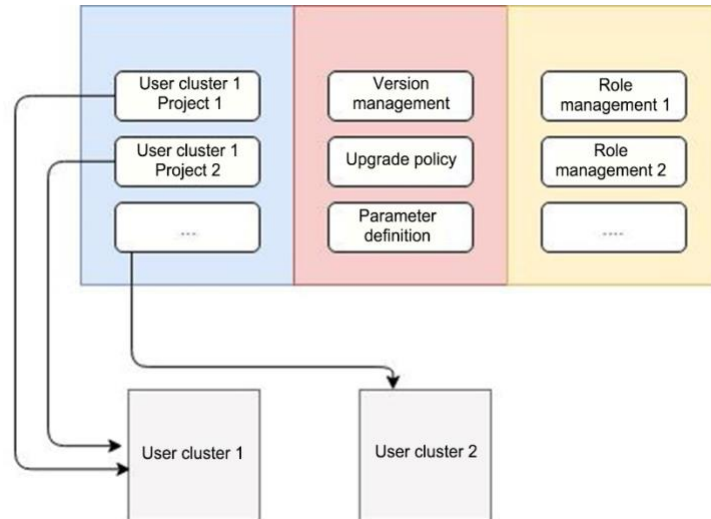 User cluster 1
Project 1
User cluster 1
Project 2
...
Version
management
Upgrade policy
Parameter
definition
Role
management 1
Role
management 2
....
User cluster 1
User cluster 2